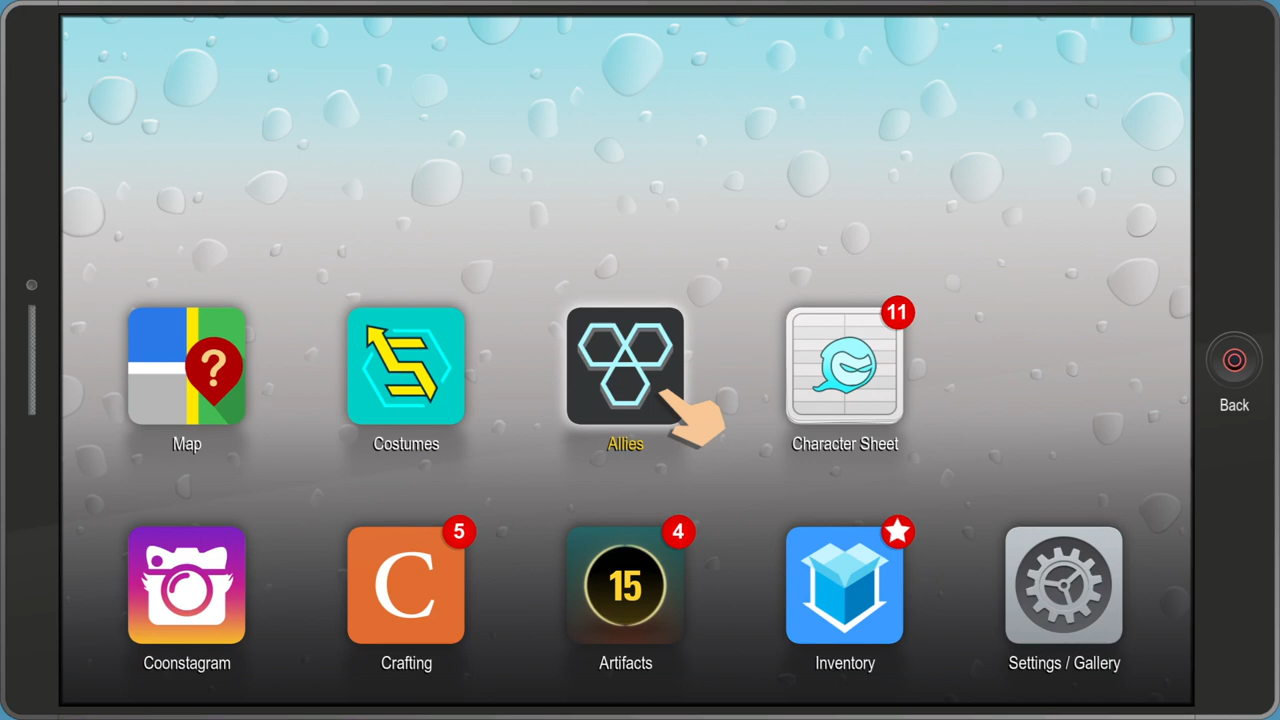 11
?
Map
Costumes
Allies
Character Sheet
Back
5
4
C
15
Coonstagram
Crafting
Artifacts
Inventory
Settings / Gallery